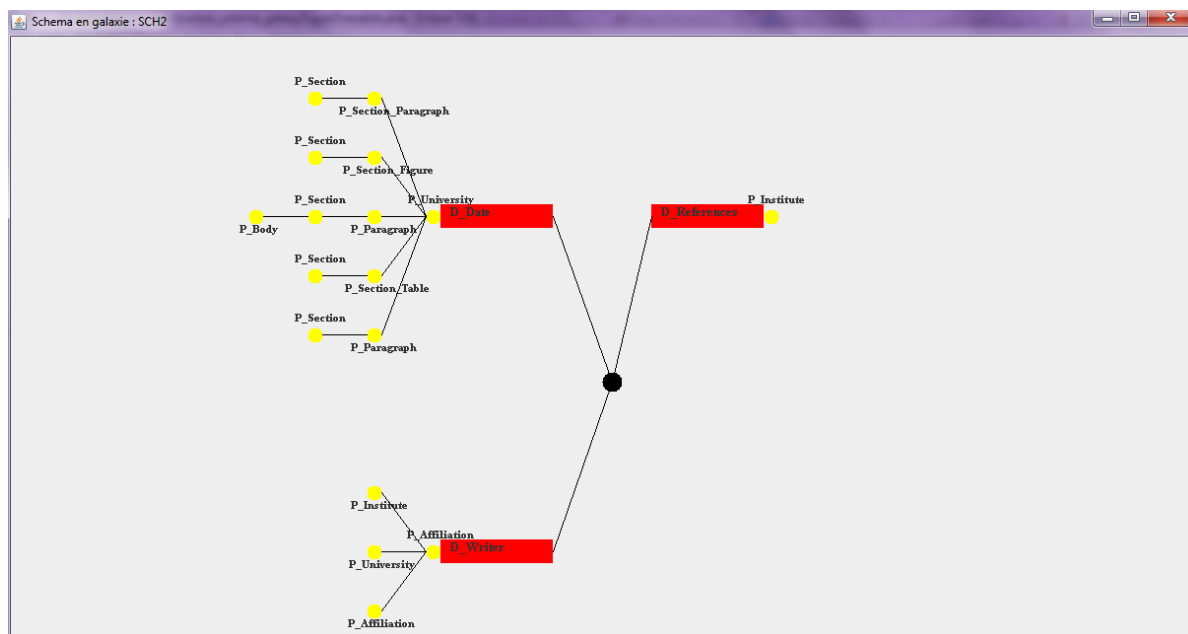 Schema en galaxie : SCH2
P_Section
P_Section_Paragraph
P_Section
P_Section_Figure
P_Section
P_University
P_Institute
D_Date
D_References
P_Body
P_Paragraph
P_Section
P_Section_Table
P_Section
P_Paragraph
P_Institute
P_Affiliation
D_Writer
P_University
P_Affiliation